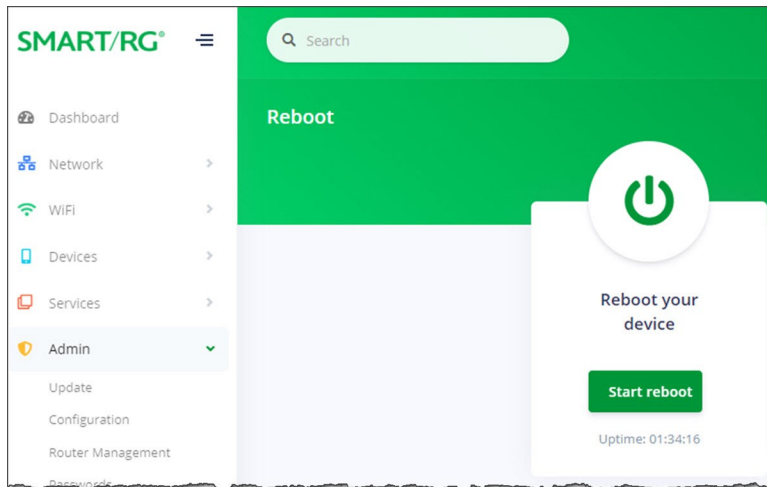 SMART/RG®
Search
Dashboard
Reboot
Network
WiFi
Devices
Services
Admin
Update
Configuration
Router Management
Passwords
Reboot your
device
Start reboot
Uptime: 01:34:16